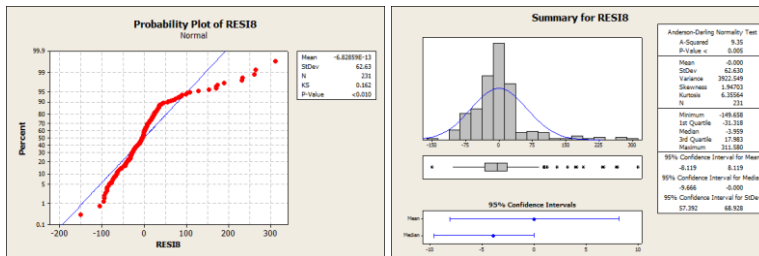 Probability Plot of RESI8
Normal
99.9
99
95
90
80
70
60
50
40
30
20
10
5
1
0.1
Percent
-200
-100
0
100
200
300
RESI8
Mean -6.82859E-13
StDev 62.63
N 231
KS 0.162
P-Value <0.010
Summary for RESI8
-150
-75
0
75
150
225
300
95% Confidence Intervals
Mean
Median
-10
-5
0
5
10
Anderson-Darling Normality Test
A-Squared 9.35
P-Value < 0.005
Mean -0.000
StDev 62.630
Variance 3922.549
Skewness 1.94703
Kurtosis 6.35564
N 231
Minimum -149.658
1st Quartile -31.318
Median -3.959
3rd Quartile 17.983
Maximum 311.580
95% Confidence Interval for Mean
-8.119 8.119
95% Confidence Interval for Median
-9.666 -0.000
95% Confidence Interval for StDev
57.392 68.928